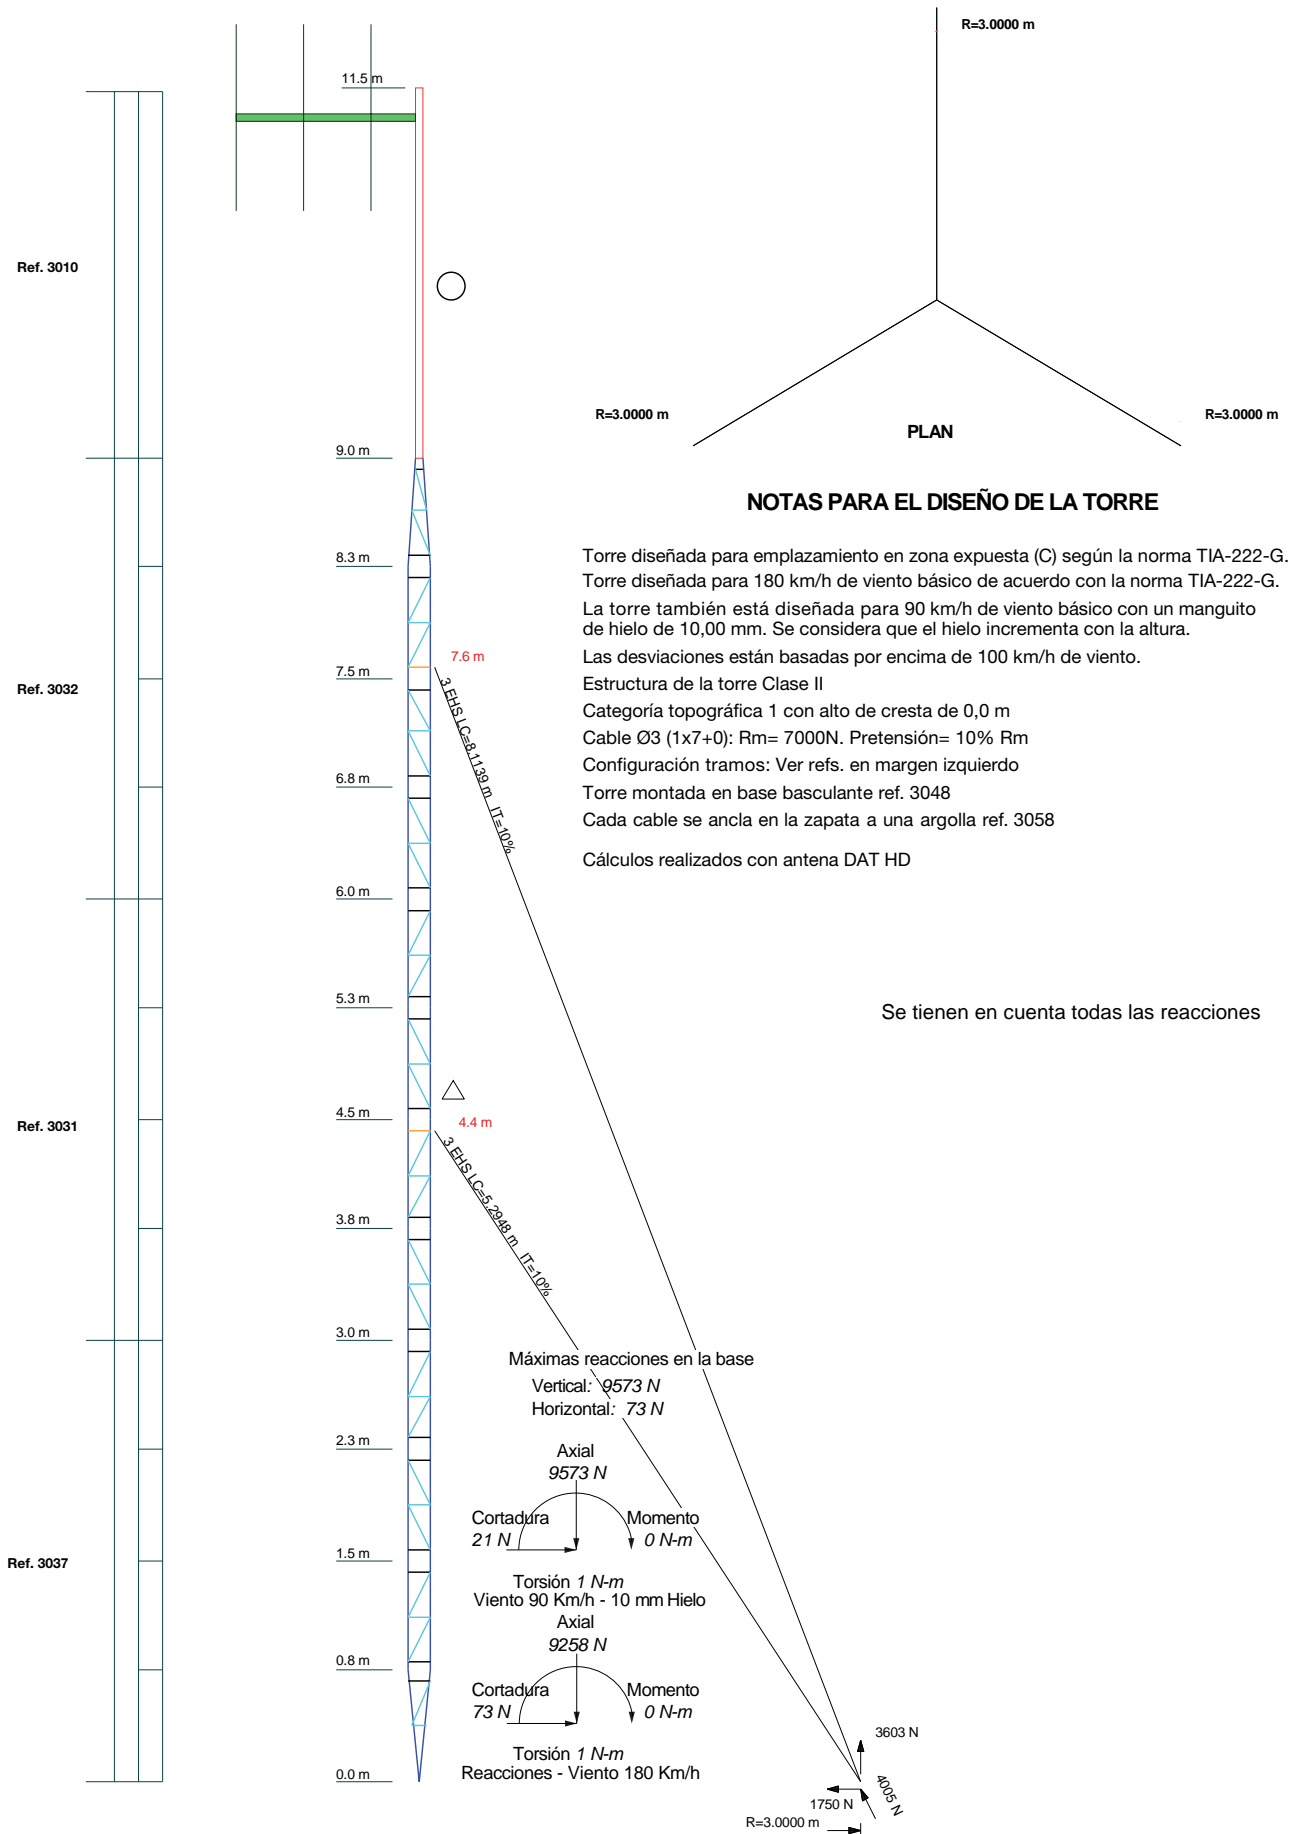 R=3.0000 m
11.5 m
Ref. 3010
R=3.0000 m
R=3.0000 m
PLAN
9.0 m
NOTAS PARA EL DISEÑO DE LA TORRE
Torre diseñada para emplazamiento en zona expuesta (C) según la norma TIA-222-G.
Torre diseñada para 180 km/h de viento básico de acuerdo con la norma TIA-222-G.
La torre también está diseñada para 90 km/h de viento básico con un manguito
de hielo de 10,00 mm. Se considera que el hielo incrementa con la altura.
Las desviaciones están basadas por encima de 100 km/h de viento.
Estructura de la torre Clase II
Categoría topográfica 1 con alto de cresta de 0,0 m
Cable Ø3 (1x7+0): Rm= 7000N. Pretensión= 10% Rm
Configuración tramos: Ver refs. en margen izquierdo
Torre montada en base basculante ref. 3048
Cada cable se ancla en la zapata a una argolla ref. 3058
Cálculos realizados con antena DAT HD
8.3 m
7.6 m
7.5 m
Ref. 3032
3 EHS LC=8.1139 m IT=10%
6.8 m
6.0 m
5.3 m
Se tienen en cuenta todas las reacciones
4.5 m
4.4 m
Ref. 3031
3 EHS LC=5.2948 m IT=10%
3.8 m
3.0 m
Máximas reacciones en la base
Vertical: 9573 N
Horizontal: 73 N
2.3 m
Axial
9573 N
Cortadura
21 N
Momento
0 N-m
1.5 m
Ref. 3037
Torsión 1 N-m
Viento 90 Km/h - 10 mm Hielo
Axial
9258 N
0.8 m
Cortadura
73 N
Momento
0 N-m
Torsión 1 N-m
Reacciones - Viento 180 Km/h
0.0 m
3603 N
4005 N
1750 N
R=3.0000 m